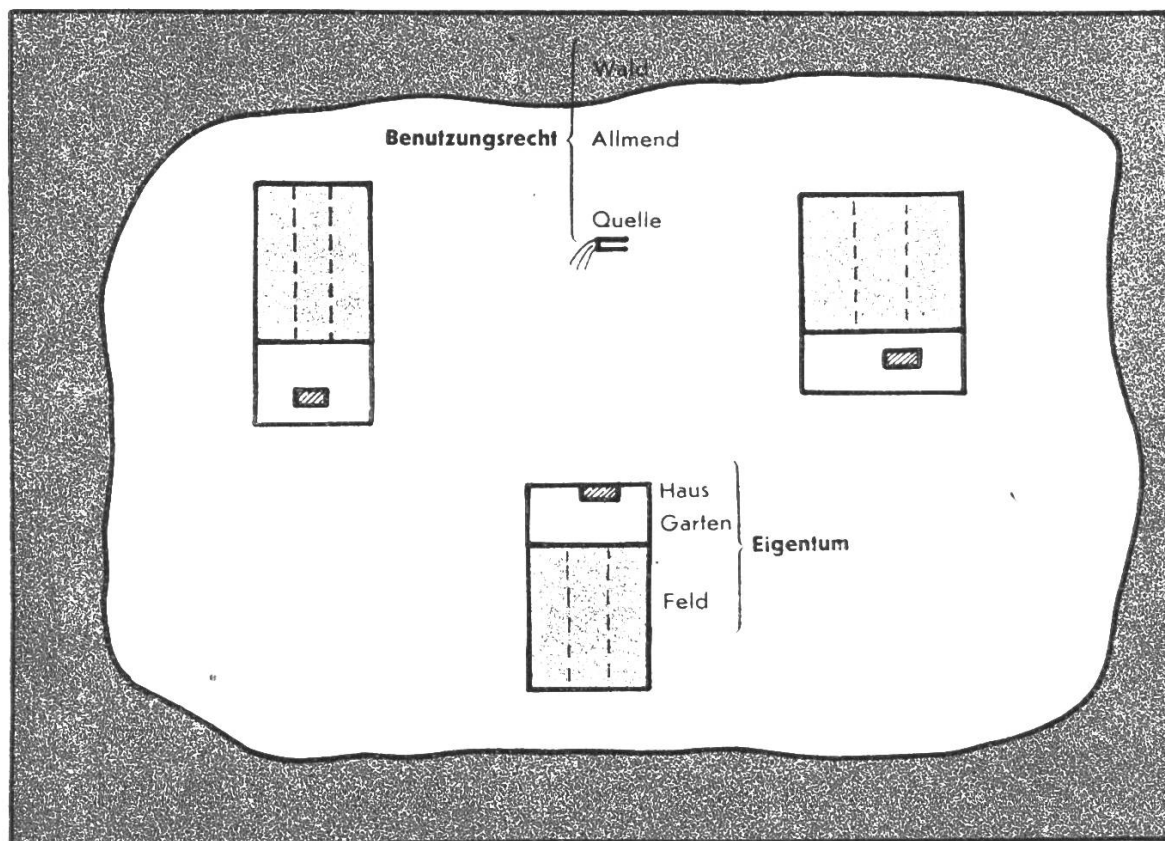 Wald
Benutzungsrecht
Allmend
Quelle
Haus
Garten
Eigentum
Feld